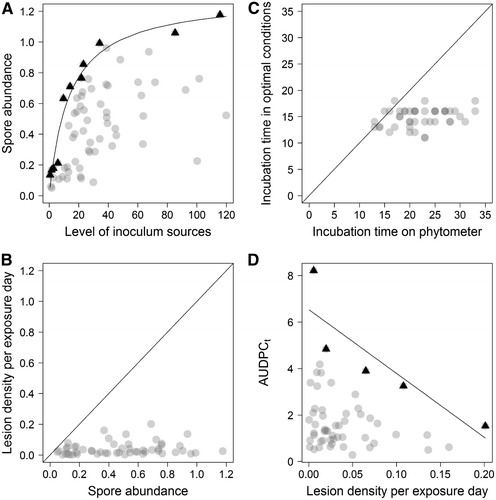 A
Spore abundance
1.2
1.0
0.8
0.6
0.4
0.2
0.0
0 20 40 60 80 100 120
Level of inoculum sources
C
Incubation time in optimal conditions
35
30
25
20
15
10
5
0
0 5 10 15 20 25 30 35
Incubation time on phytometer
B
Lesion density per exposure day
1.2
1.0
0.8
0.6
0.4
0.2
0.0
0.0 0.2 0.4 0.6 0.8 1.0 1.2
Spore abundance
D
AUDPCt
8
6
4
2
0
0.00 0.05 0.10 0.15 0.20
Lesion density per exposure day